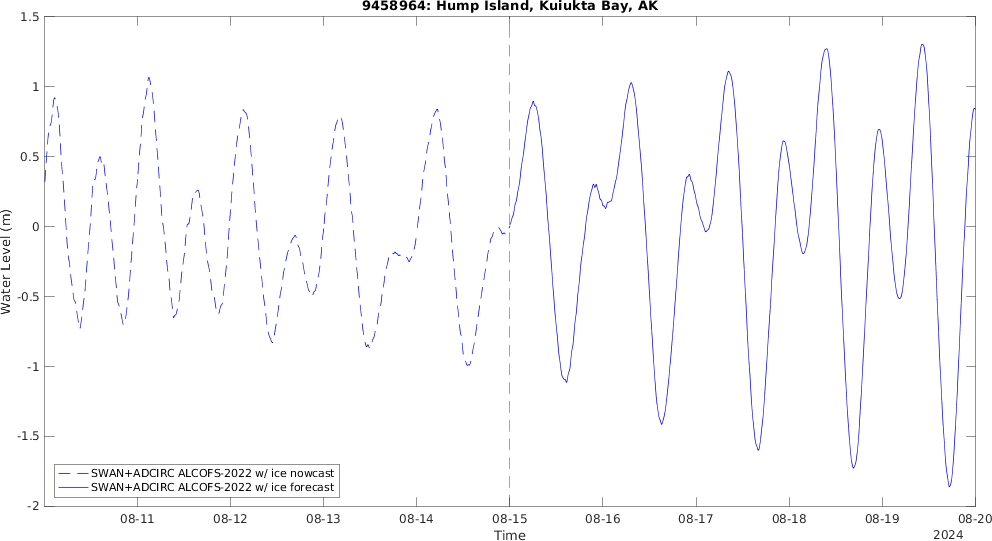 9458964: Hump Island, Kuiukta Bay, AK
1.5
1
0.5
0
-0.5
-1
-1.5
-2
Water Level (m)
SWAN+ADCIRC ALCOFS-2022 w/ ice nowcast
SWAN+ADCIRC ALCOFS-2022 w/ ice forecast
08-11 08-12 08-13 08-14 08-15 08-16 08-17 08-18 08-19 08-20
Time
2024